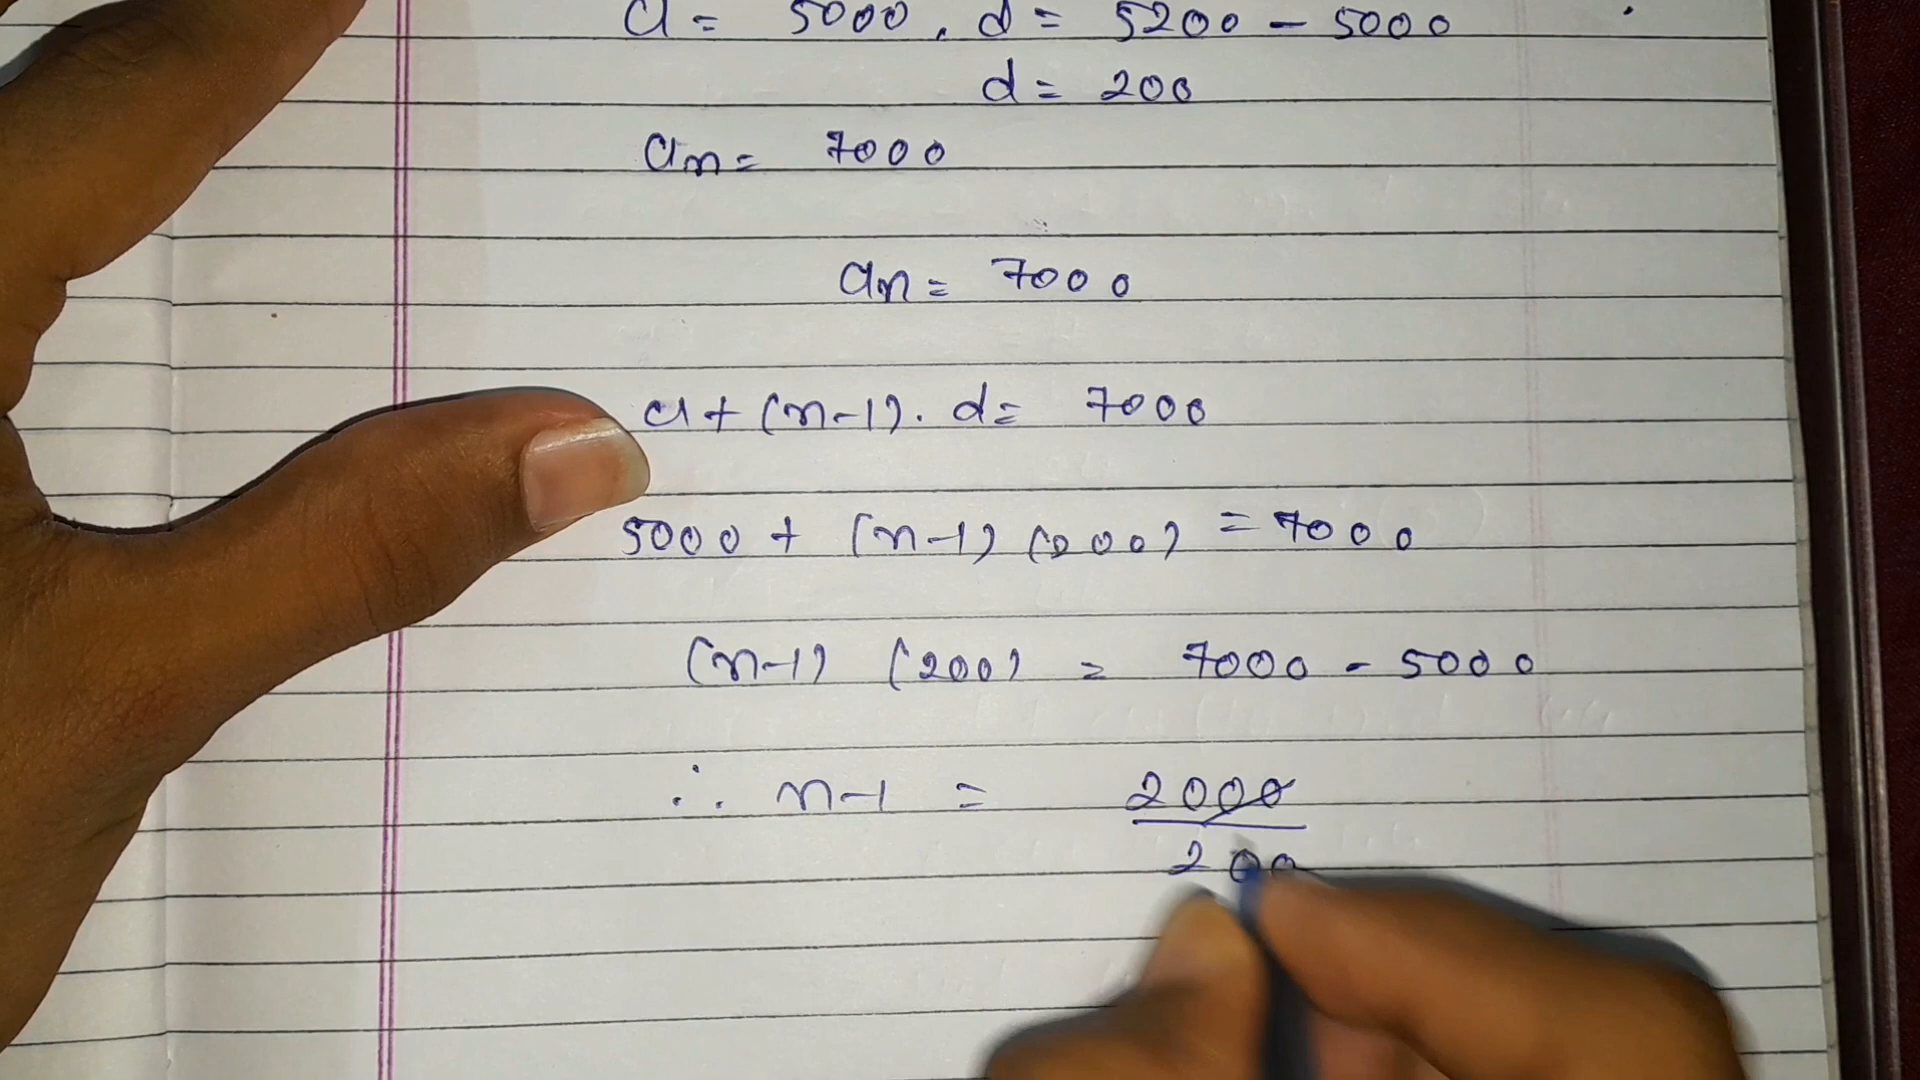 a = 5000, d = 5200 - 5000
d = 200
an = 7000
an = 7000
a + (n-1). d = 7000
5000 + (n-1) (200) = 7000
(n-1) (200) = 7000 - 5000
∴ n-1 = 2000
200